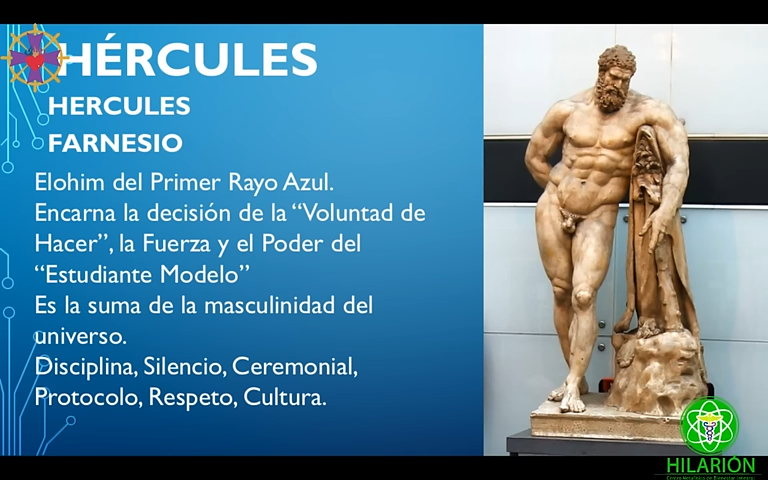 HÉRCULES
HERCULES
FARNESIO
Elohim del Primer Rayo Azul.
Encarna la decisión de la “Voluntad de
Hacer”, la Fuerza y el Poder del
“Estudiante Modelo”
Es la suma de la masculinidad del
universo.
Disciplina, Silencio, Ceremonial,
Protocolo, Respeto, Cultura.
HILARIÓN